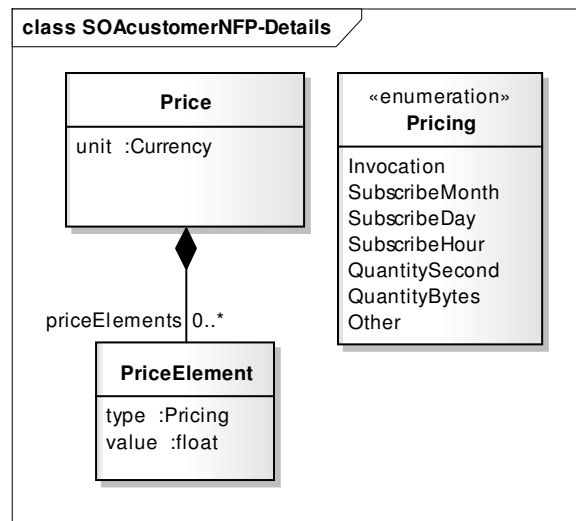 class SOAcustomerNFP-Details
Price
unit :Currency
priceElements 0..*
PriceElement
type :Pricing
value :float
«enumeration»
Pricing
Invocation
SubscribeMonth
SubscribeDay
SubscribeHour
QuantitySecond
QuantityBytes
Other